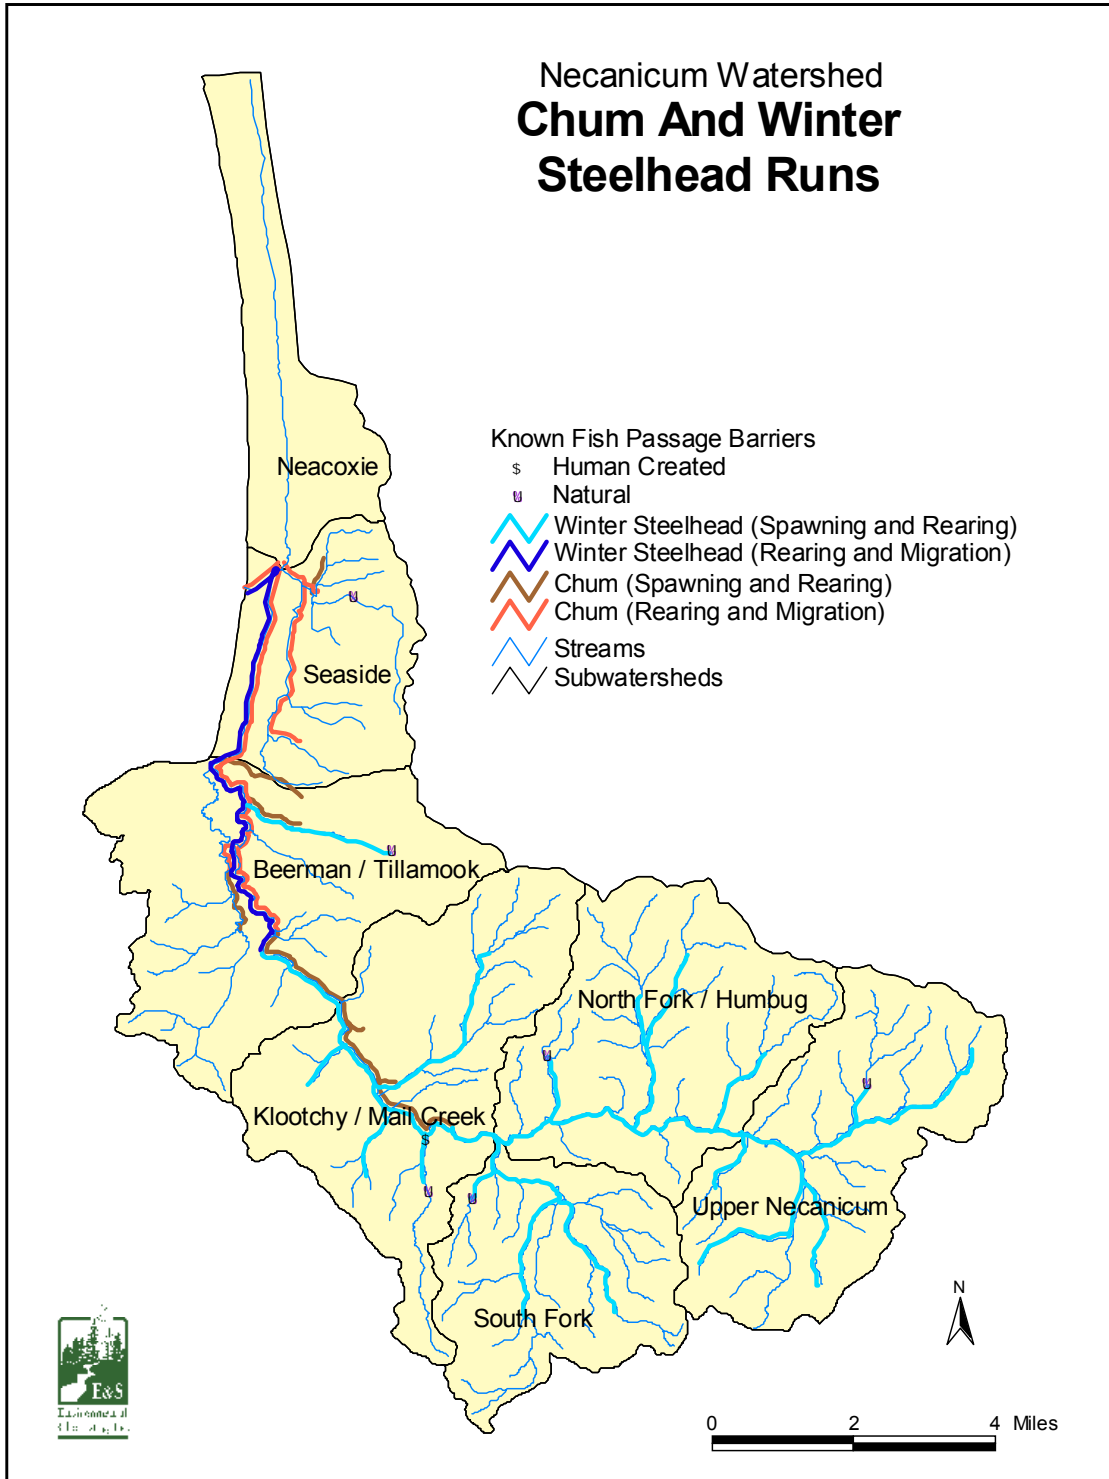 Necanicum Watershed
Chum And Winter
Steelhead Runs
Known Fish Passage Barriers
$ Human Created
Natural
Winter Steelhead (Spawning and Rearing)
Winter Steelhead (Rearing and Migration)
Chum (Spawning and Rearing)
Chum (Rearing and Migration)
Streams
Subwatersheds
Neacoxie
Seaside
Beerman / Tillamook
North Fork / Humbug
Klootchy / Mail Creek
$
Upper Necanicum
South Fork
N
E&S
0 2 4 Miles